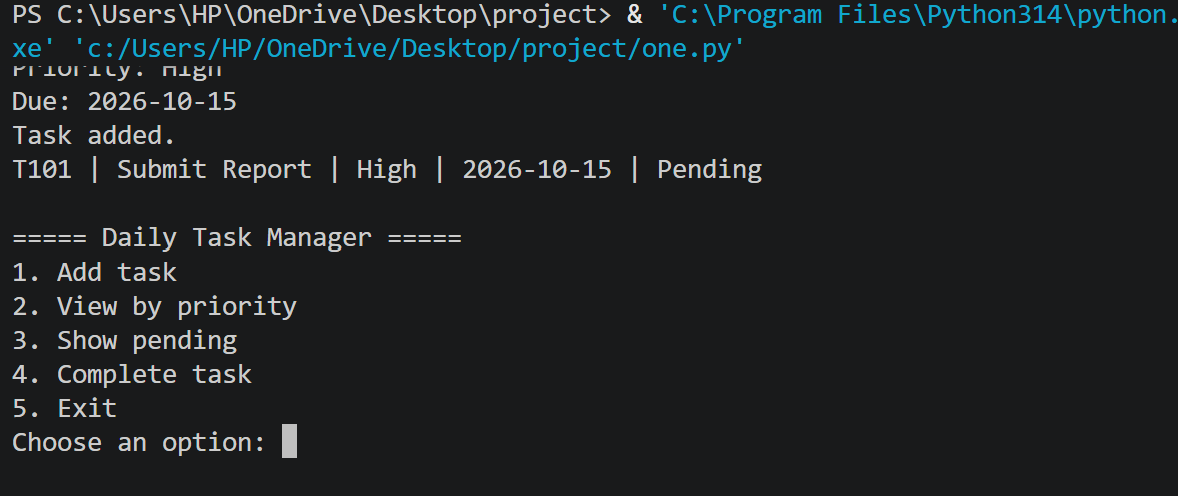 PS C:\Users\HP\OneDrive\Desktop\project> & 'C:\Program Files\Python314\python.
xe' 'c:/Users/HP/OneDrive/Desktop/project/one.py'
Priority: High
Due: 2026-10-15
Task added.
T101 | Submit Report | High | 2026-10-15 | Pending
===== Daily Task Manager =====
1. Add task
2. View by priority
3. Show pending
4. Complete task
5. Exit
Choose an option: